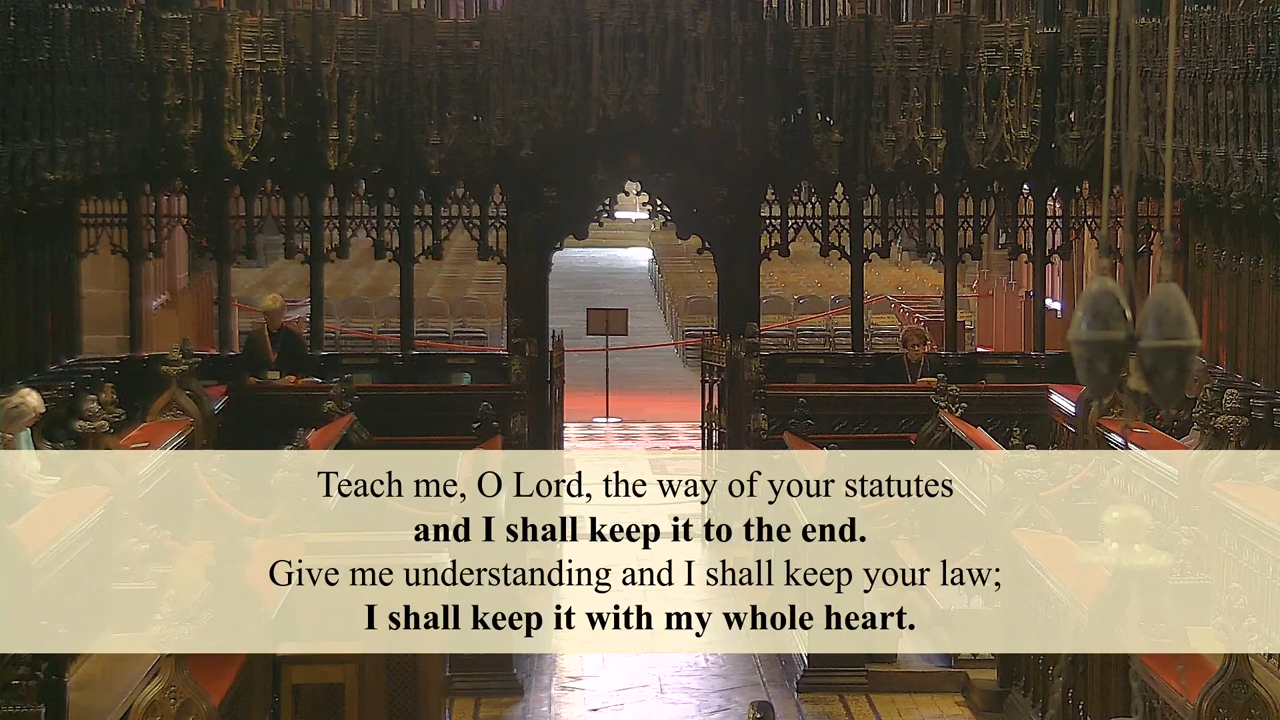 Teach me, O Lord, the way of your statutes
and I shall keep it to the end.
Give me understanding and I shall keep your law;
I shall keep it with my whole heart.